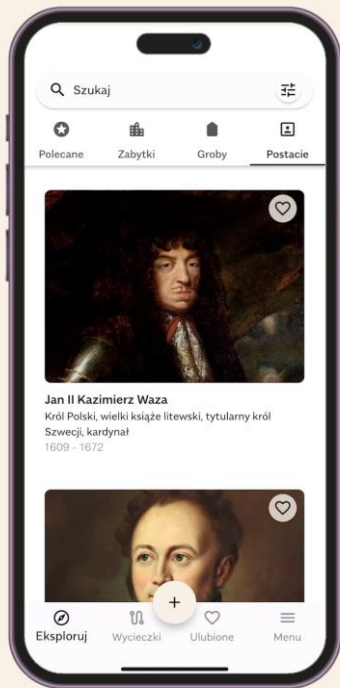 Szukaj
Polecane Zabytki Groby Postacie
Jan II Kazimierz Waza
Król Polski, wielki książe litewski, tytularny król
Szwecji, kardynał
1609 - 1672
Eksploruj Wycieczki Ulubione Menu